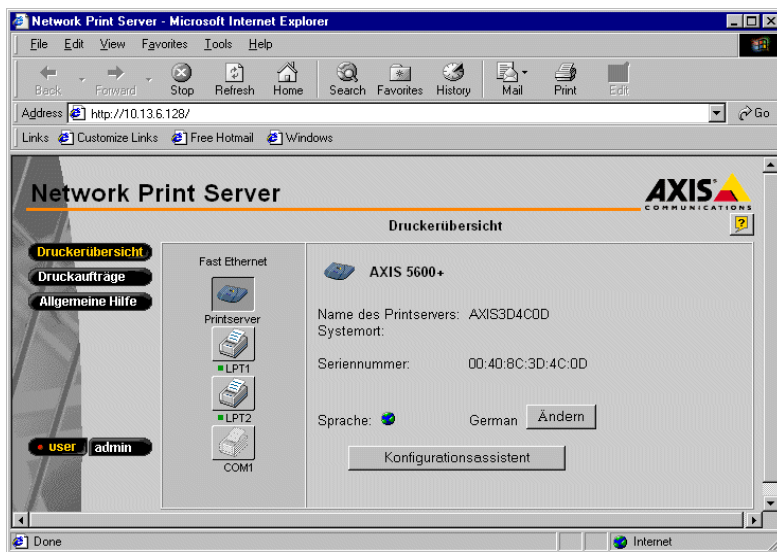 Network Print Server - Microsoft Internet Explorer
File Edit View Favorites Tools Help
Back Forward Stop Refresh Home Search Favorites History Mail Print Edit
Address http://10.13.6.128/ Go
Links Customize Links Free Hotmail Windows
Network Print Server
AXIS
COMMUNICATIONS
Druckerübersicht
?
Druckerübersicht
Druckaufträge
Allgemeine Hilfe
user admin
Fast Ethernet
Printserver
LPT1
LPT2
COM1
AXIS 5600+
Name des Printservers: AXIS3D4C0D
Systemort:
Seriennummer: 00:40:8C:3D:4C:0D
Sprache: German Ändern
Konfigurationsassistent
Done Internet